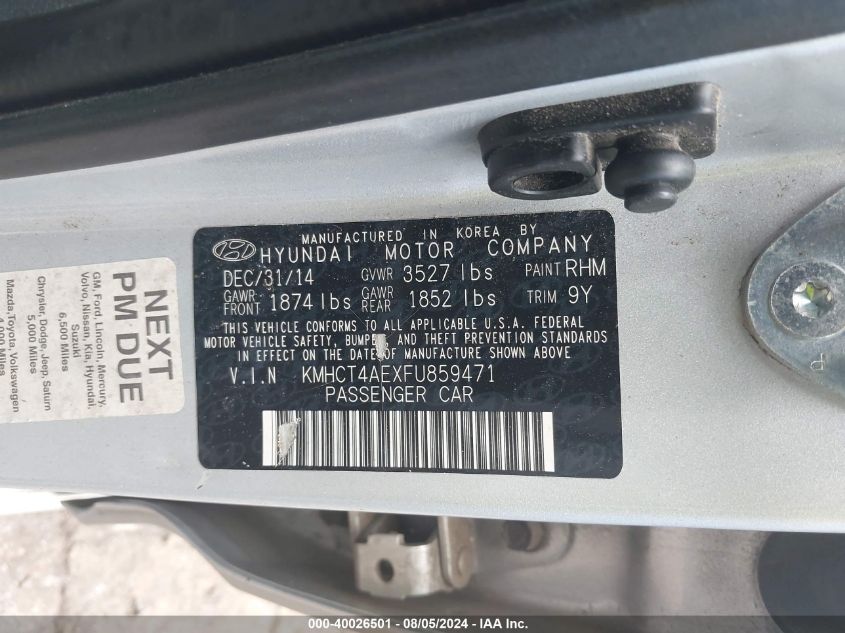 MANUFACTURED IN KOREA BY
HYUNDAI MOTOR COMPANY
DEC/31/14 GVWR 3527 lbs PAINT RHM
GAWR FRONT 1874 lbs GAWR REAR 1852 lbs TRIM 9Y
THIS VEHICLE CONFORMS TO ALL APPLICABLE U.S.A. FEDERAL
MOTOR VEHICLE SAFETY, BUMPER, AND THEFT PREVENTION STANDARDS
IN EFFECT ON THE DATE OF MANUFACTURE SHOWN ABOVE
V.I.N KMHCT4AEXFU859471
PASSENGER CAR
NEXT
PM DUE
GM, Ford, Lincoln, Mercury,
Volvo, Nissan, Kia, Hyundai,
Suzuki
6,500 Miles
Chrysler, Dodge, Jeep, Saturn
5,000 Miles
Mazda, Toyota, Volkswagen
4,000 Miles
P
000-40026501 - 08/05/2024 - IAA Inc.